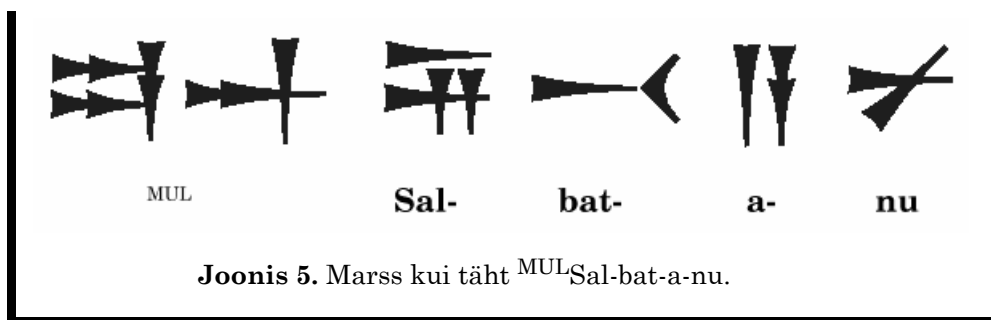 𒀯 𒉌 𒁁 𒀀 𒉡
MUL Sal- bat- a- nu
Joonis 5. Marss kui täht MULSal-bat-a-nu.